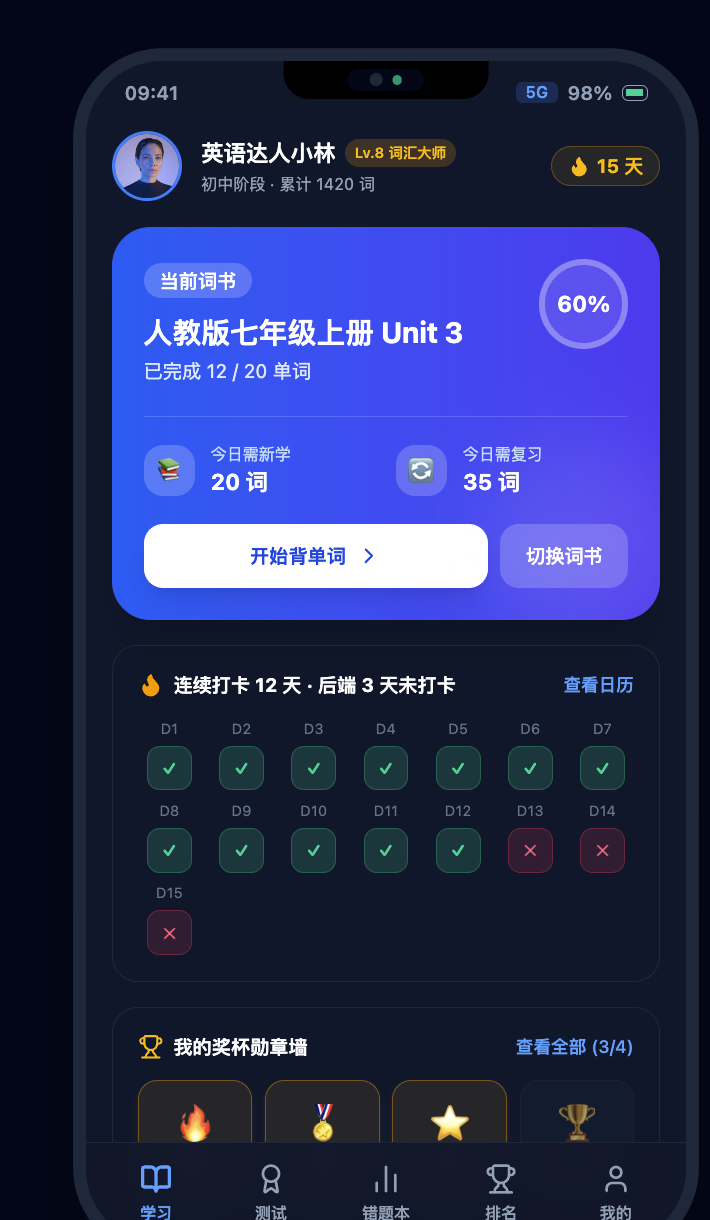 09:41
5G 98%
英语达人小林 Lv.8 词汇大师
初中阶段 · 累计 1420 词
15 天
当前词书
60%
人教版七年级上册 Unit 3
已完成 12 / 20 单词
今日需新学
20 词
今日需复习
35 词
开始背单词
切换词书
连续打卡 12 天 · 后端 3 天未打卡
查看日历
D1 D2 D3 D4 D5 D6 D7
D8 D9 D10 D11 D12 D13 D14
D15
我的奖杯勋章墙
查看全部 (3/4)
学习 测试 错题本 排名 我的